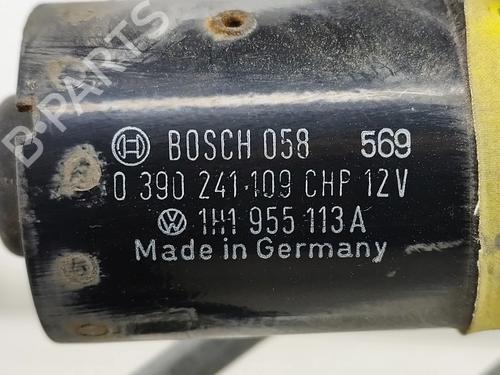 B-PARTS
BOSCH 058 569
0 390 241 109 CHP 12V
1H1 955 113 A
Made in Germany